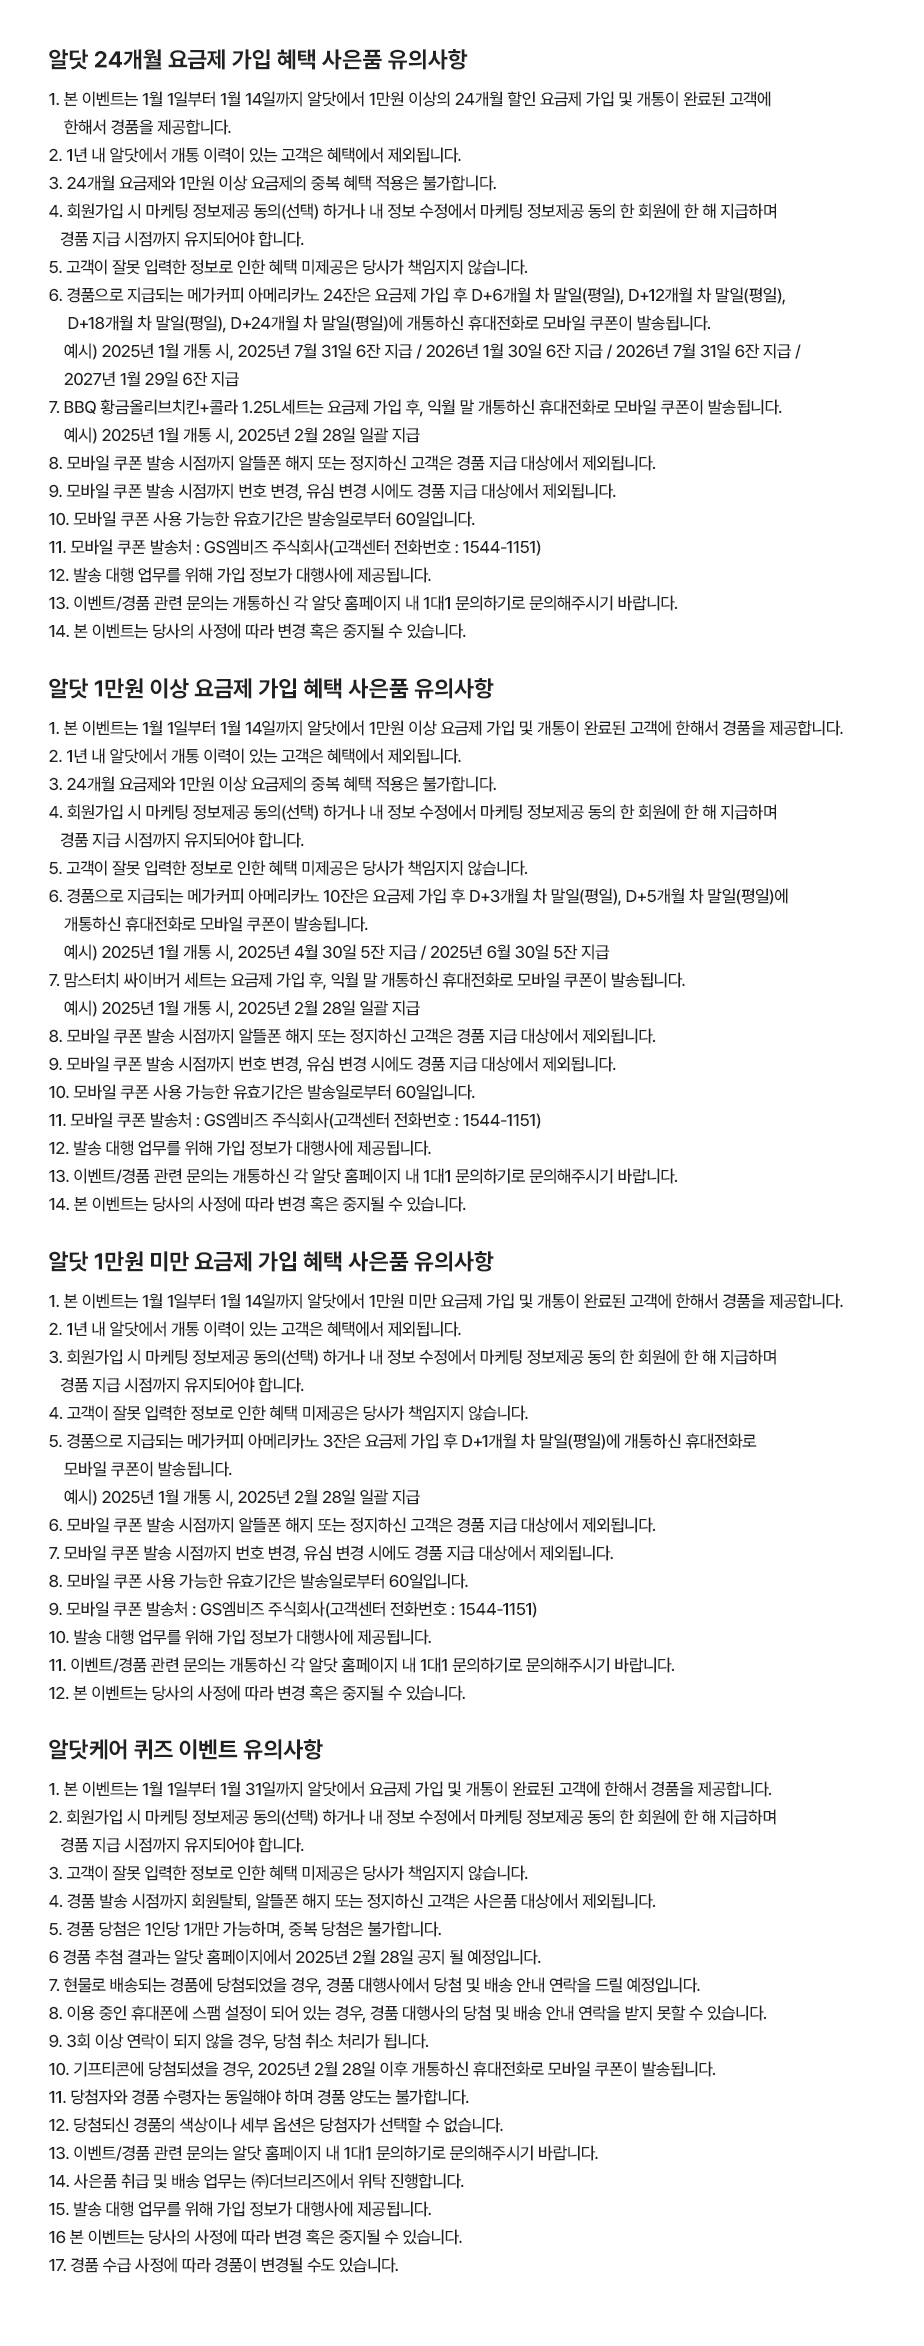 알닷 24개월 요금제 가입 혜택 사은품 유의사항
1. 본 이벤트는 1월 1일부터 1월 14일까지 알닷에서 1만원 이상의 24개월 할인 요금제 가입 및 개통이 완료된 고객에
한해서 경품을 제공합니다.
2. 1년 내 알닷에서 개통 이력이 있는 고객은 혜택에서 제외됩니다.
3. 24개월 요금제와 1만원 이상 요금제의 중복 혜택 적용은 불가합니다.
4. 회원가입 시 마케팅 정보제공 동의(선택) 하거나 내 정보 수정에서 마케팅 정보제공 동의 한 회원에 한 해 지급하며
경품 지급 시점까지 유지되어야 합니다.
5. 고객이 잘못 입력한 정보로 인한 혜택 미제공은 당사가 책임지지 않습니다.
6. 경품으로 지급되는 메가커피 아메리카노 24잔은 요금제 가입 후 D+6개월 차 말일(평일), D+12개월 차 말일(평일),
D+18개월 차 말일(평일), D+24개월 차 말일(평일)에 개통하신 휴대전화로 모바일 쿠폰이 발송됩니다.
예시) 2025년 1월 개통 시, 2025년 7월 31일 6잔 지급 / 2026년 1월 30일 6잔 지급 / 2026년 7월 31일 6잔 지급 /
2027년 1월 29일 6잔 지급
7. BBQ 황금올리브치킨+콜라 1.25L세트는 요금제 가입 후, 익월 말 개통하신 휴대전화로 모바일 쿠폰이 발송됩니다.
예시) 2025년 1월 개통 시, 2025년 2월 28일 일괄 지급
8. 모바일 쿠폰 발송 시점까지 알뜰폰 해지 또는 정지하신 고객은 경품 지급 대상에서 제외됩니다.
9. 모바일 쿠폰 발송 시점까지 번호 변경, 유심 변경 시에도 경품 지급 대상에서 제외됩니다.
10. 모바일 쿠폰 사용 가능한 유효기간은 발송일로부터 60일입니다.
11. 모바일 쿠폰 발송처 : GS엠비즈 주식회사(고객센터 전화번호 : 1544-1151)
12. 발송 대행 업무를 위해 가입 정보가 대행사에 제공됩니다.
13. 이벤트/경품 관련 문의는 개통하신 각 알닷 홈페이지 내 1대1 문의하기로 문의해주시기 바랍니다.
14. 본 이벤트는 당사의 사정에 따라 변경 혹은 중지될 수 있습니다.
알닷 1만원 이상 요금제 가입 혜택 사은품 유의사항
1. 본 이벤트는 1월 1일부터 1월 14일까지 알닷에서 1만원 이상 요금제 가입 및 개통이 완료된 고객에 한해서 경품을 제공합니다.
2. 1년 내 알닷에서 개통 이력이 있는 고객은 혜택에서 제외됩니다.
3. 24개월 요금제와 1만원 이상 요금제의 중복 혜택 적용은 불가합니다.
4. 회원가입 시 마케팅 정보제공 동의(선택) 하거나 내 정보 수정에서 마케팅 정보제공 동의 한 회원에 한 해 지급하며
경품 지급 시점까지 유지되어야 합니다.
5. 고객이 잘못 입력한 정보로 인한 혜택 미제공은 당사가 책임지지 않습니다.
6. 경품으로 지급되는 메가커피 아메리카노 10잔은 요금제 가입 후 D+3개월 차 말일(평일), D+5개월 차 말일(평일)에
개통하신 휴대전화로 모바일 쿠폰이 발송됩니다.
예시) 2025년 1월 개통 시, 2025년 4월 30일 5잔 지급 / 2025년 6월 30일 5잔 지급
7. 맘스터치 싸이버거 세트는 요금제 가입 후, 익월 말 개통하신 휴대전화로 모바일 쿠폰이 발송됩니다.
예시) 2025년 1월 개통 시, 2025년 2월 28일 일괄 지급
8. 모바일 쿠폰 발송 시점까지 알뜰폰 해지 또는 정지하신 고객은 경품 지급 대상에서 제외됩니다.
9. 모바일 쿠폰 발송 시점까지 번호 변경, 유심 변경 시에도 경품 지급 대상에서 제외됩니다.
10. 모바일 쿠폰 사용 가능한 유효기간은 발송일로부터 60일입니다.
11. 모바일 쿠폰 발송처 : GS엠비즈 주식회사(고객센터 전화번호 : 1544-1151)
12. 발송 대행 업무를 위해 가입 정보가 대행사에 제공됩니다.
13. 이벤트/경품 관련 문의는 개통하신 각 알닷 홈페이지 내 1대1 문의하기로 문의해주시기 바랍니다.
14. 본 이벤트는 당사의 사정에 따라 변경 혹은 중지될 수 있습니다.
알닷 1만원 미만 요금제 가입 혜택 사은품 유의사항
1. 본 이벤트는 1월 1일부터 1월 14일까지 알닷에서 1만원 미만 요금제 가입 및 개통이 완료된 고객에 한해서 경품을 제공합니다.
2. 1년 내 알닷에서 개통 이력이 있는 고객은 혜택에서 제외됩니다.
3. 회원가입 시 마케팅 정보제공 동의(선택) 하거나 내 정보 수정에서 마케팅 정보제공 동의 한 회원에 한 해 지급하며
경품 지급 시점까지 유지되어야 합니다.
4. 고객이 잘못 입력한 정보로 인한 혜택 미제공은 당사가 책임지지 않습니다.
5. 경품으로 지급되는 메가커피 아메리카노 3잔은 요금제 가입 후 D+1개월 차 말일(평일)에 개통하신 휴대전화로
모바일 쿠폰이 발송됩니다.
예시) 2025년 1월 개통 시, 2025년 2월 28일 일괄 지급
6. 모바일 쿠폰 발송 시점까지 알뜰폰 해지 또는 정지하신 고객은 경품 지급 대상에서 제외됩니다.
7. 모바일 쿠폰 발송 시점까지 번호 변경, 유심 변경 시에도 경품 지급 대상에서 제외됩니다.
8. 모바일 쿠폰 사용 가능한 유효기간은 발송일로부터 60일입니다.
9. 모바일 쿠폰 발송처 : GS엠비즈 주식회사(고객센터 전화번호 : 1544-1151)
10. 발송 대행 업무를 위해 가입 정보가 대행사에 제공됩니다.
11. 이벤트/경품 관련 문의는 개통하신 각 알닷 홈페이지 내 1대1 문의하기로 문의해주시기 바랍니다.
12. 본 이벤트는 당사의 사정에 따라 변경 혹은 중지될 수 있습니다.
알닷케어 퀴즈 이벤트 유의사항
1. 본 이벤트는 1월 1일부터 1월 31일까지 알닷에서 요금제 가입 및 개통이 완료된 고객에 한해서 경품을 제공합니다.
2. 회원가입 시 마케팅 정보제공 동의(선택) 하거나 내 정보 수정에서 마케팅 정보제공 동의 한 회원에 한 해 지급하며
경품 지급 시점까지 유지되어야 합니다.
3. 고객이 잘못 입력한 정보로 인한 혜택 미제공은 당사가 책임지지 않습니다.
4. 경품 발송 시점까지 회원탈퇴, 알뜰폰 해지 또는 정지하신 고객은 사은품 대상에서 제외됩니다.
5. 경품 당첨은 1인당 1개만 가능하며, 중복 당첨은 불가합니다.
6 경품 추첨 결과는 알닷 홈페이지에서 2025년 2월 28일 공지 될 예정입니다.
7. 현물로 배송되는 경품에 당첨되었을 경우, 경품 대행사에서 당첨 및 배송 안내 연락을 드릴 예정입니다.
8. 이용 중인 휴대폰에 스팸 설정이 되어 있는 경우, 경품 대행사의 당첨 및 배송 안내 연락을 받지 못할 수 있습니다.
9. 3회 이상 연락이 되지 않을 경우, 당첨 취소 처리가 됩니다.
10. 기프티콘에 당첨되셨을 경우, 2025년 2월 28일 이후 개통하신 휴대전화로 모바일 쿠폰이 발송됩니다.
11. 당첨자와 경품 수령자는 동일해야 하며 경품 양도는 불가합니다.
12. 당첨되신 경품의 색상이나 세부 옵션은 당첨자가 선택할 수 없습니다.
13. 이벤트/경품 관련 문의는 알닷 홈페이지 내 1대1 문의하기로 문의해주시기 바랍니다.
14. 사은품 취급 및 배송 업무는 ㈜더브리즈에서 위탁 진행합니다.
15. 발송 대행 업무를 위해 가입 정보가 대행사에 제공됩니다.
16 본 이벤트는 당사의 사정에 따라 변경 혹은 중지될 수 있습니다.
17. 경품 수급 사정에 따라 경품이 변경될 수도 있습니다.